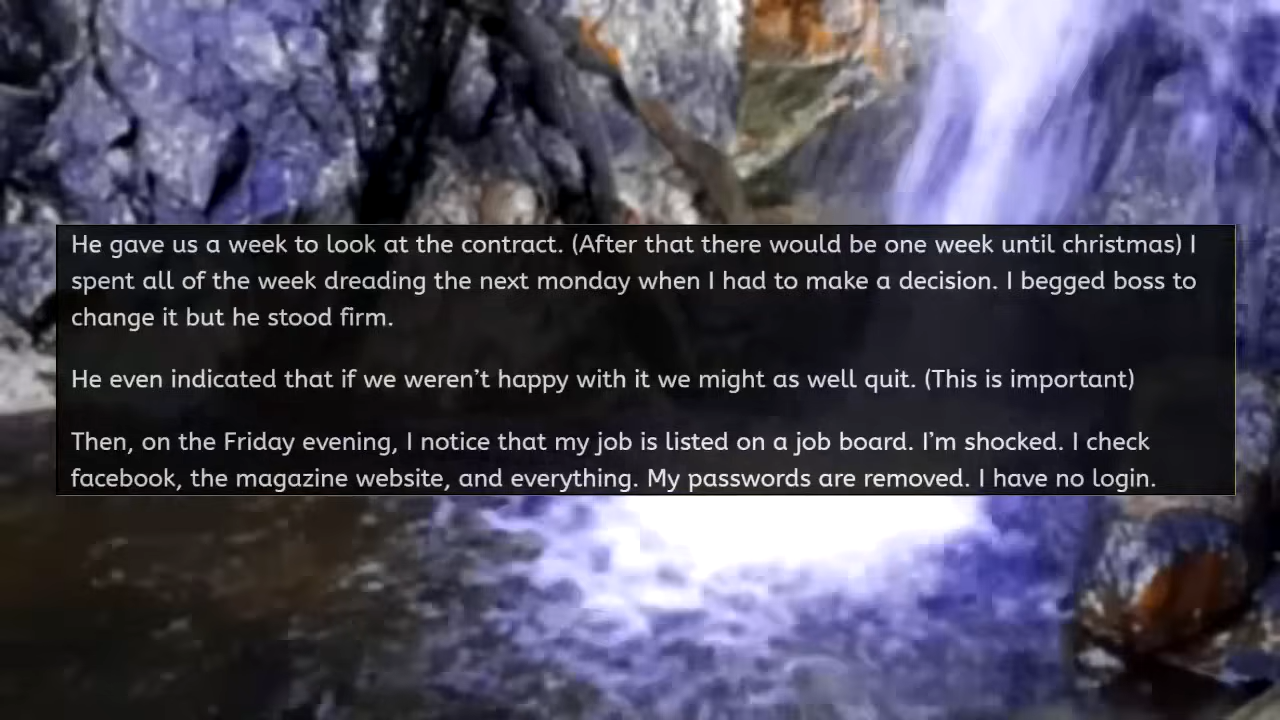 He gave us a week to look at the contract. (After that there would be one week until christmas) I
spent all of the week dreading the next monday when I had to make a decision. I begged boss to
change it but he stood firm.
He even indicated that if we weren’t happy with it we might as well quit. (This is important)
Then, on the Friday evening, I notice that my job is listed on a job board. I’m shocked. I check
facebook, the magazine website, and everything. My passwords are removed. I have no login.